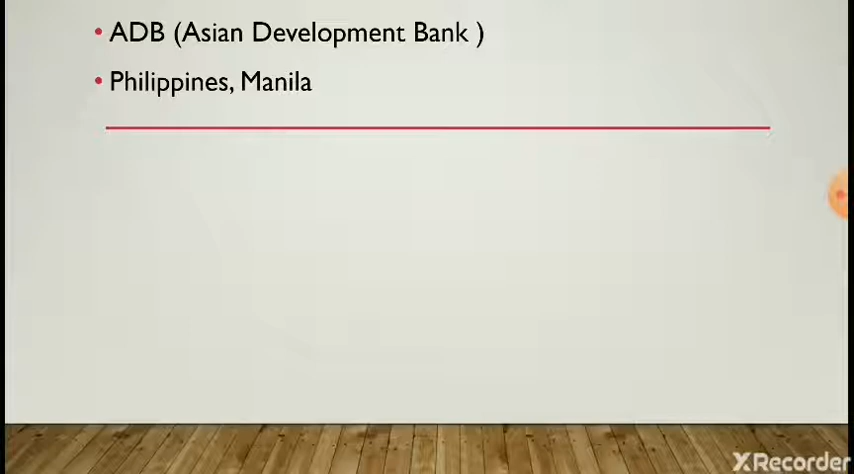 • ADB (Asian Development Bank )
• Philippines, Manila
XRecorder